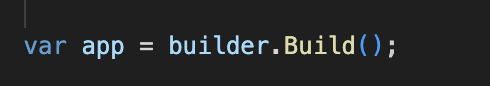 var app = builder.Build();